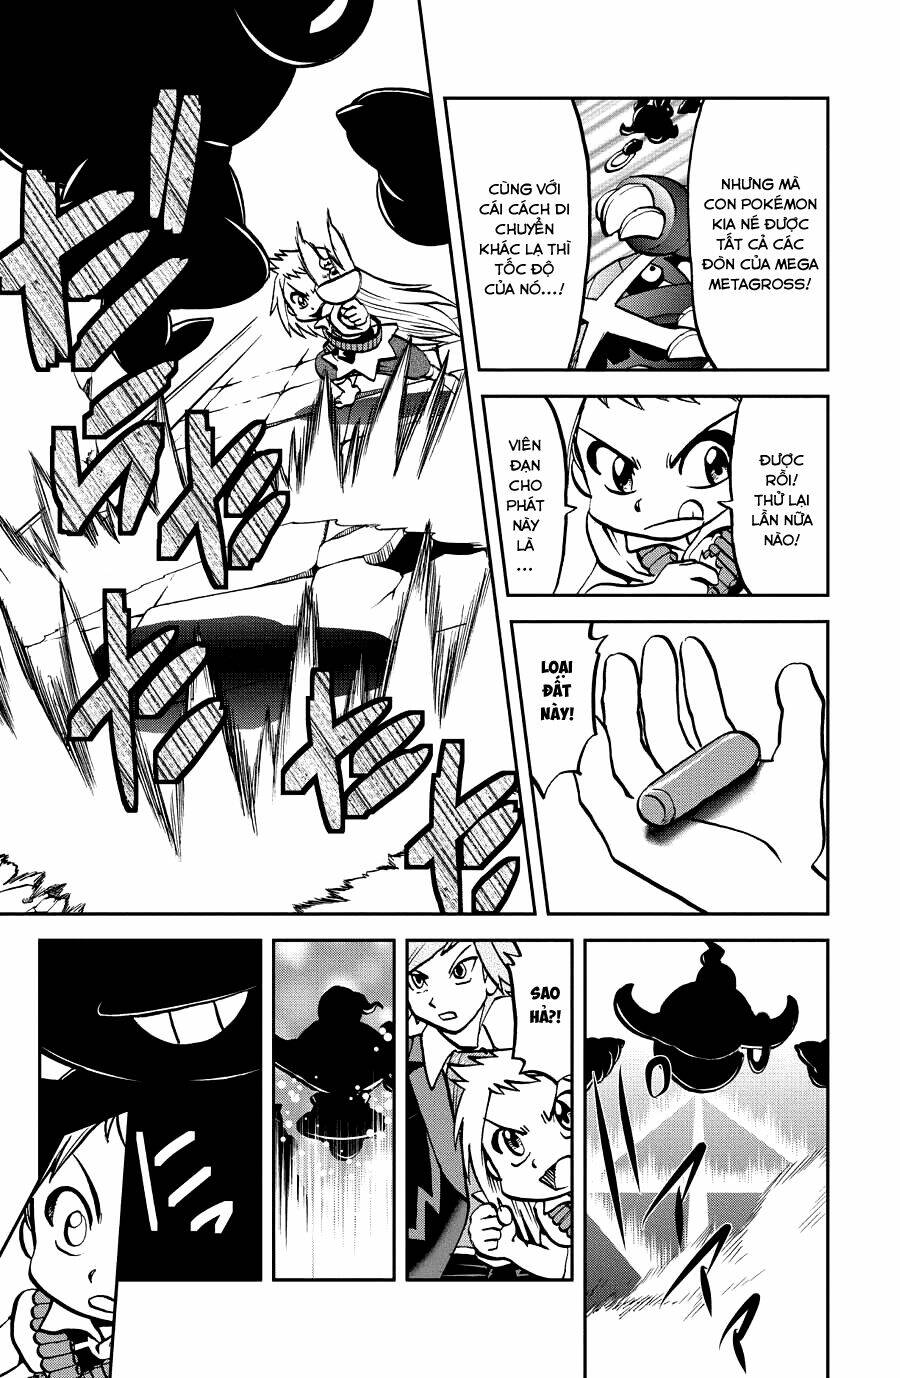 NHƯNG MÀ
CON POKÉMON
KIA NÉ ĐƯỢC
TẤT CẢ CÁC
ĐÒN CỦA MEGA
METAGROSS!
CÙNG VỚI
CÁI CÁCH DI
CHUYỂN
KHÁC LẠ THÌ
TỐC ĐỘ
CỦA NÓ...!
ĐƯỢC
RỒI!
THỬ LẠI
LẦN NỮA
NÀO!
VIÊN
ĐẠN CHO
PHÁT
NÀY
LÀ
...
LOẠI
ĐẤT
NÀY!
SAO
HẢ?!